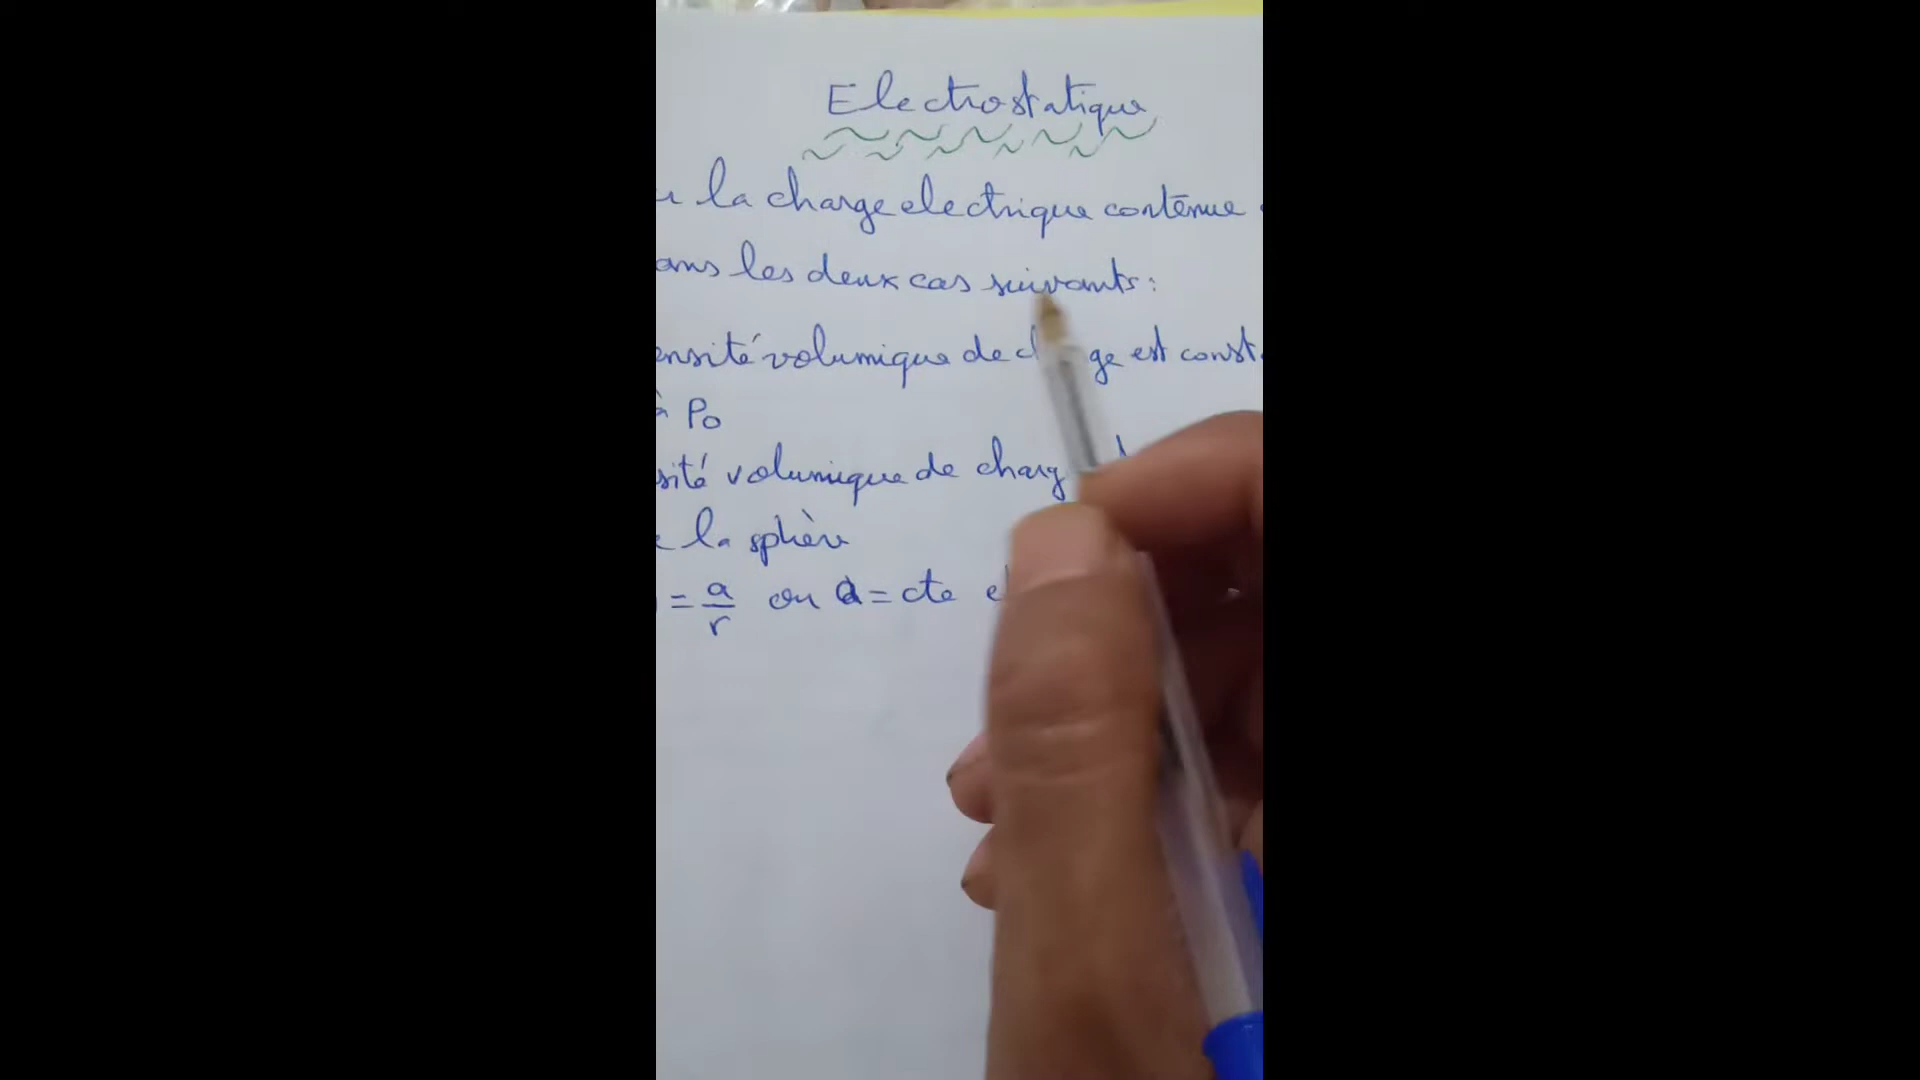 Electrostatique
la charge electrique contenue
ans les deux cas suivants:
ensité volumique de ge est const
à Po
sité volumique de charg
la sphère
= a/r ou a = cte